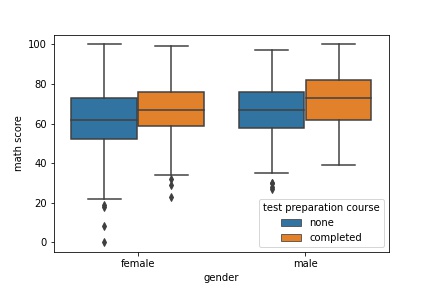 100
80
60
40
20
0
math score
female
male
gender
test preparation course
none
completed